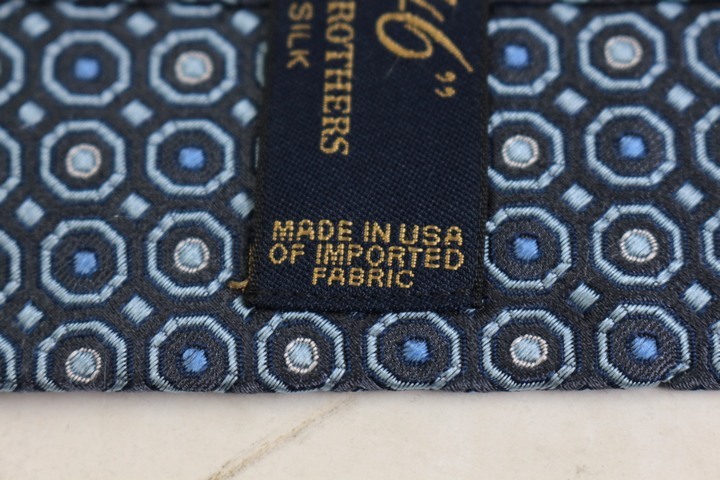 46"
ROTHERS
SILK
MADE IN USA
OF IMPORTED
FABRIC